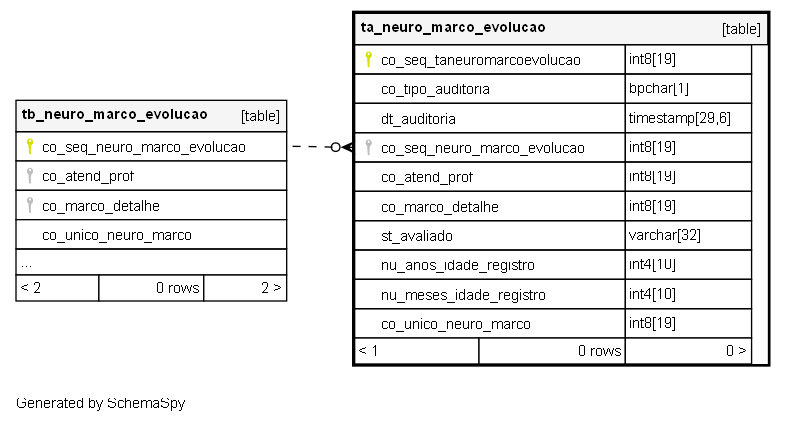 ta_neuro_marco_evolucao [table]
co_seq_taneuromarcoevolucao int8[19]
co_tipo_auditoria bpchar[1]
dt_auditoria timestamp[29,6]
co_seq_neuro_marco_evolucao int8[19]
co_atend_prof int8[19]
co_marco_detalhe int8[19]
st_avaliado varchar[32]
nu_anos_idade_registro int4[10]
nu_meses_idade_registro int4[10]
co_unico_neuro_marco int8[19]
< 1 0 rows 0 >
tb_neuro_marco_evolucao [table]
co_seq_neuro_marco_evolucao
co_atend_prof
co_marco_detalhe
co_unico_neuro_marco
...
< 2 0 rows 2 >
Generated by SchemaSpy